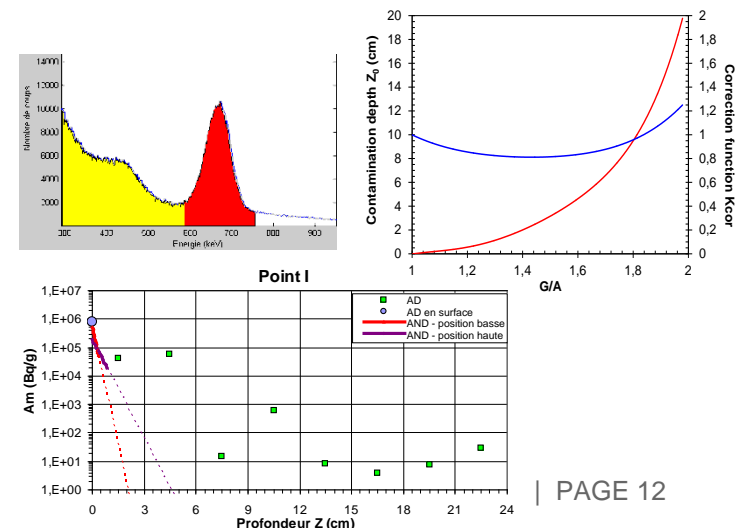 14000
12000
10000
8000
6000
4000
2000
Nombre de coups
300 400 500 600 700 800 900
Energie (keV)
20
18
16
14
12
10
8
6
4
2
0
Contamination depth Z0 (cm)
2
1,8
1,6
1,4
1,2
1
0,8
0,6
0,4
0,2
0
Correction function Kcor
1 1,2 1,4 1,6 1,8 2
G/A
Point I
1,E+07
1,E+06
1,E+05
1,E+04
1,E+03
1,E+02
1,E+01
1,E+00
Am (Bq/g)
AD
AD en surface
AND - position basse
AND - position haute
0 3 6 9 12 15 18 21 24
Profondeur Z (cm)
| PAGE 12